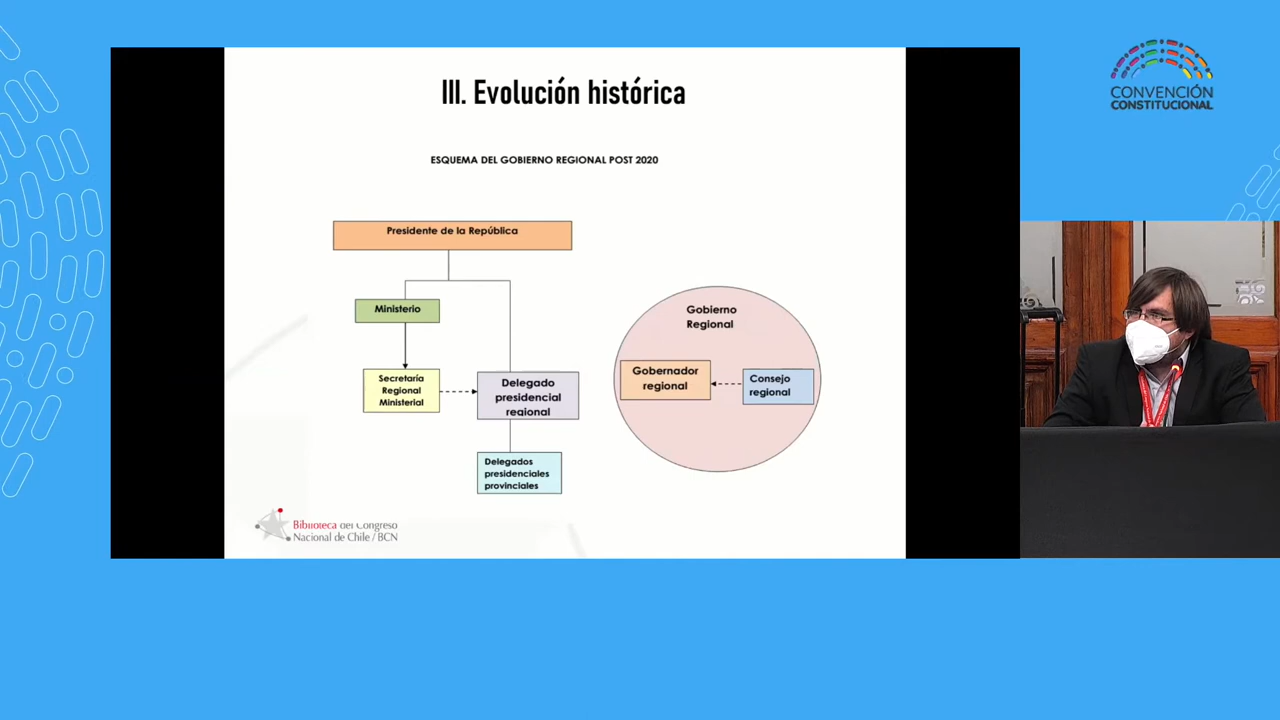 CONVENCIÓN
CONSTITUCIONAL
III. Evolución histórica
ESQUEMA DEL GOBIERNO REGIONAL POST 2020
Presidente de la República
Ministerio
Secretaría
Regional
Ministerial
Delegado
presidencial
regional
Delegados
presidenciales
provinciales
Gobierno
Regional
Gobernador
regional
Consejo
regional
Biblioteca del Congreso
Nacional de Chile / BCN